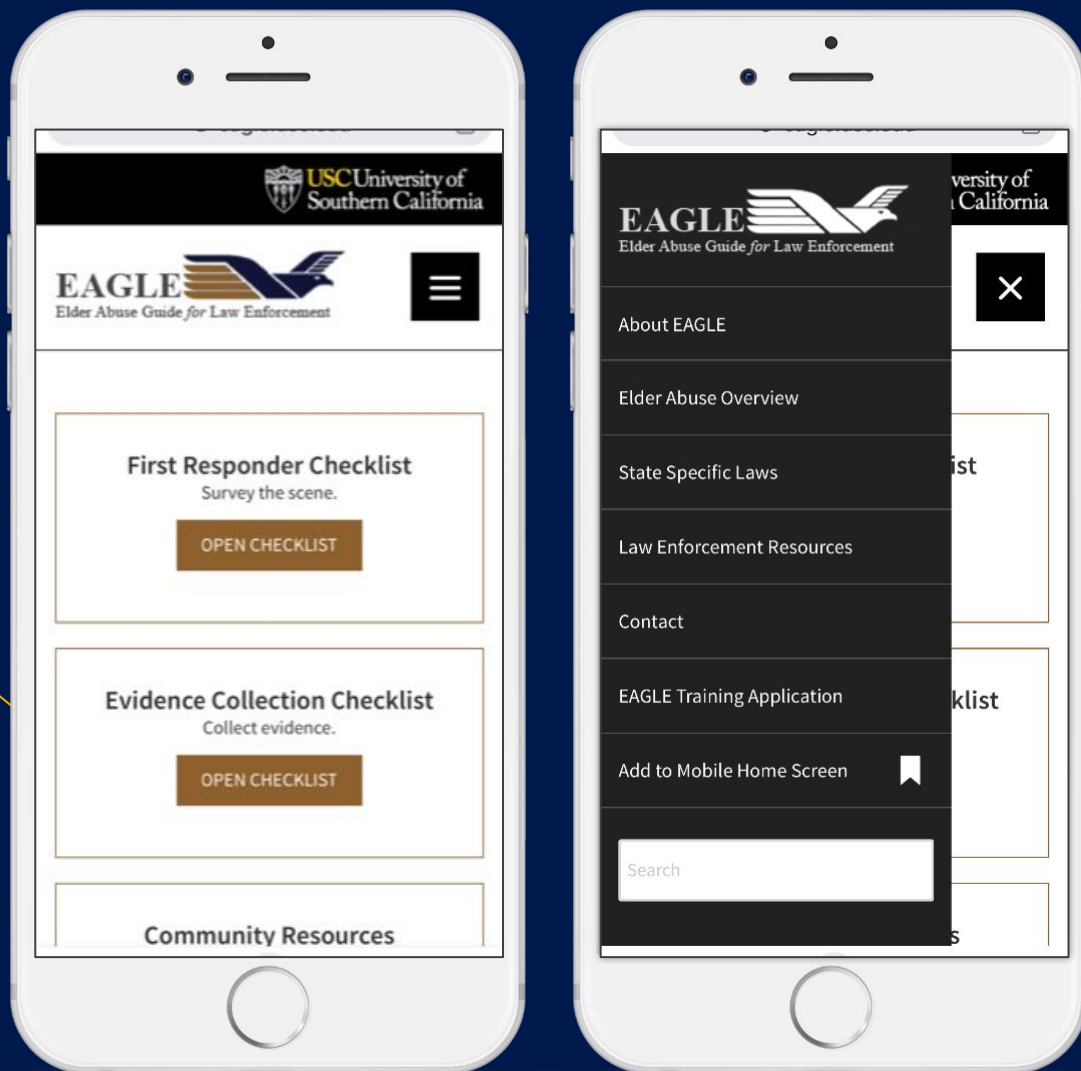 USC University of
Southern California
EAGLE
Elder Abuse Guide for Law Enforcement
First Responder Checklist
Survey the scene.
OPEN CHECKLIST
Evidence Collection Checklist
Collect evidence.
OPEN CHECKLIST
Community Resources
versity of
California
EAGLE
Elder Abuse Guide for Law Enforcement
About EAGLE
Elder Abuse Overview
State Specific Laws
Law Enforcement Resources
Contact
EAGLE Training Application
Add to Mobile Home Screen
Search
ist
klist
s